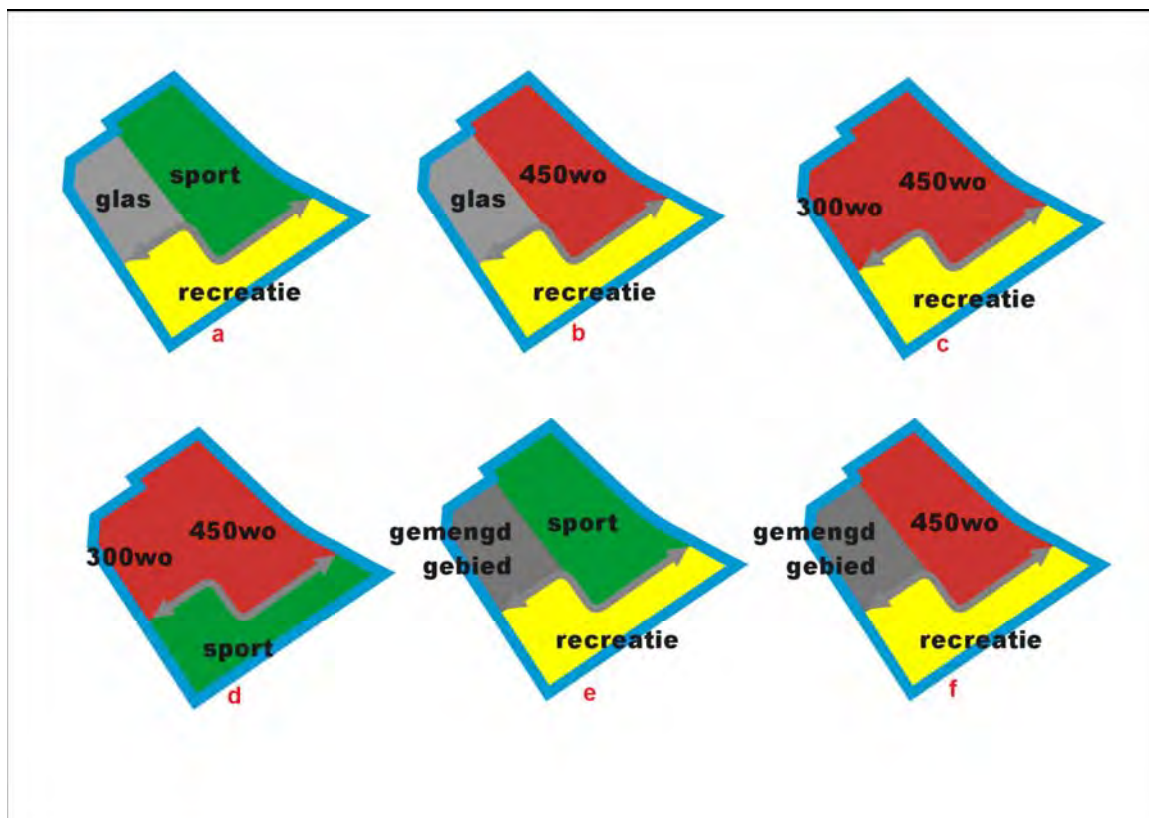 sport
glas
recreatie
a
450wo
glas
recreatie
b
450wo
300wo
recreatie
c
450wo
300wo
sport
d
sport
gemengd
gebied
recreatie
e
450wo
gemengd
gebied
recreatie
f